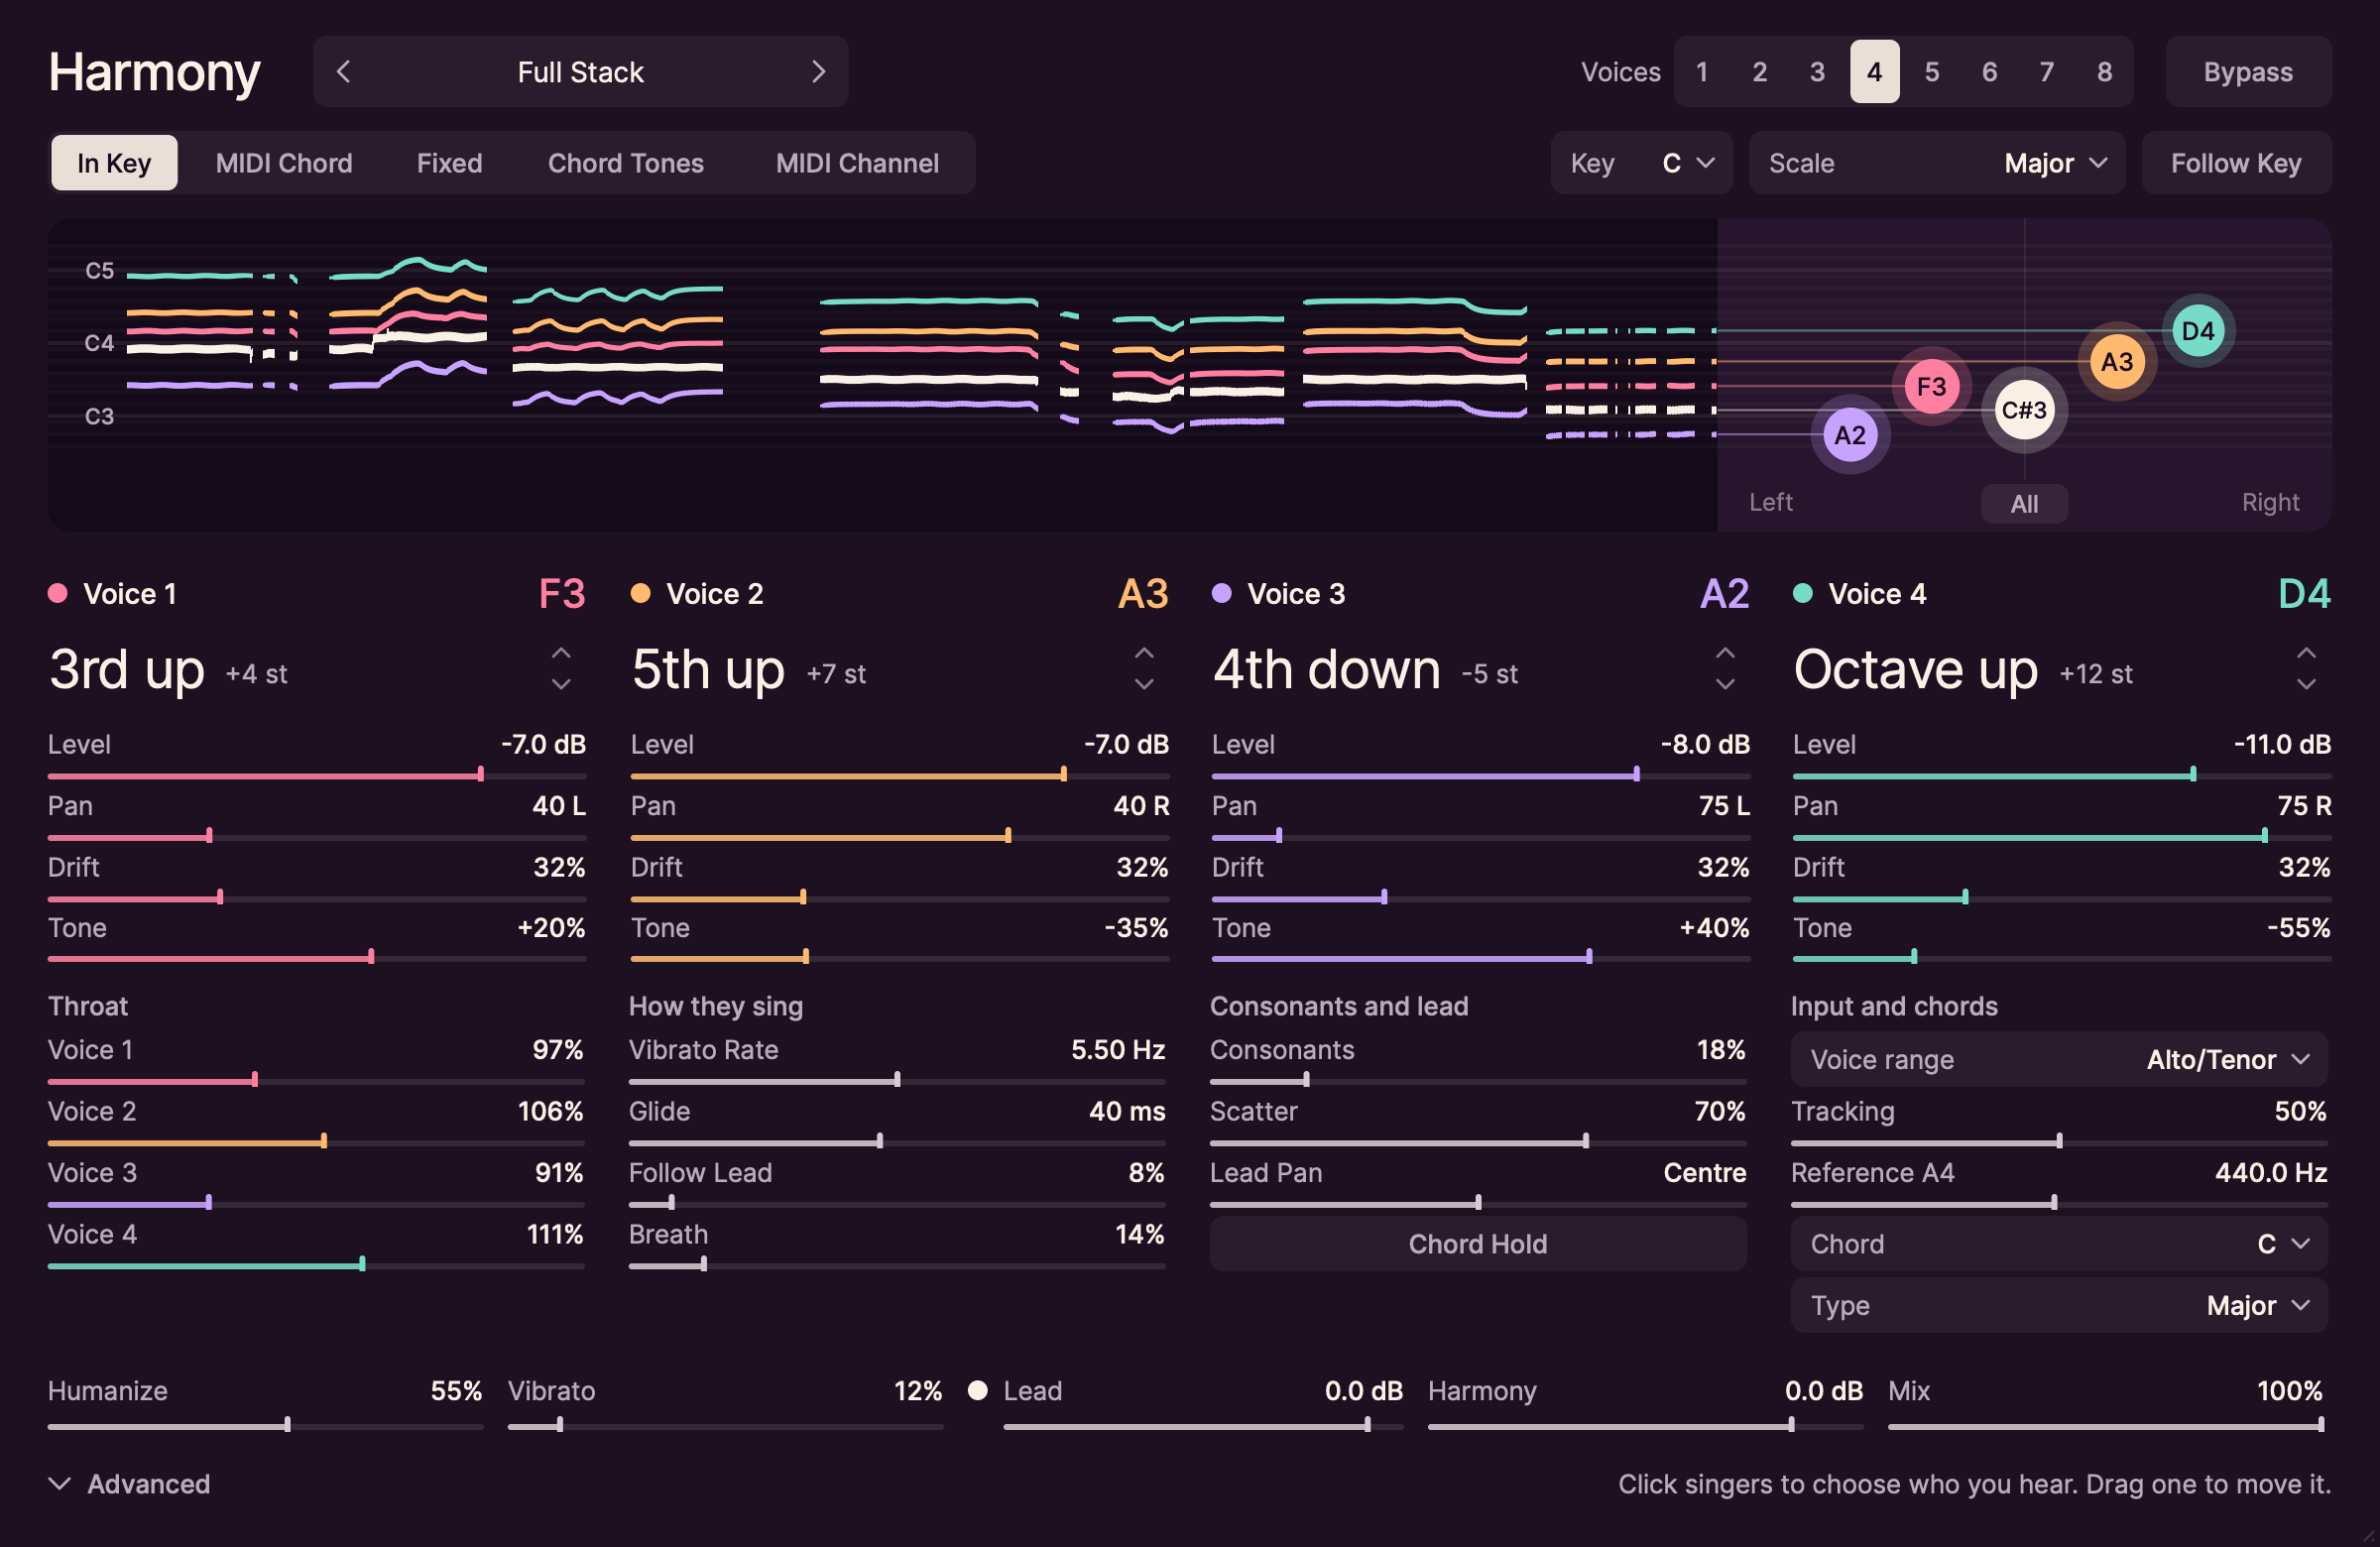 Harmony
Full Stack
Voices 1 2 3 4 5 6 7 8 Bypass
In Key MIDI Chord Fixed Chord Tones MIDI Channel
Key C Scale Major Follow Key
C5
C4
C3
D4
A3
F3
C#3
A2
Left All Right
Voice 1 F3 Voice 2 A3 Voice 3 A2 Voice 4 D4
3rd up +4 st 5th up +7 st 4th down -5 st Octave up +12 st
Level -7.0 dB Level -7.0 dB Level -8.0 dB Level -11.0 dB
Pan 40 L Pan 40 R Pan 75 L Pan 75 R
Drift 32% Drift 32% Drift 32% Drift 32%
Tone +20% Tone -35% Tone +40% Tone -55%
Throat How they sing Consonants and lead Input and chords
Voice 1 97% Vibrato Rate 5.50 Hz Consonants 18% Voice range Alto/Tenor
Voice 2 106% Glide 40 ms Scatter 70% Tracking 50%
Voice 3 91% Follow Lead 8% Lead Pan Centre Reference A4 440.0 Hz
Voice 4 111% Breath 14% Chord Hold Chord C
Type Major
Humanize 55% Vibrato 12% Lead 0.0 dB Harmony 0.0 dB Mix 100%
Advanced Click singers to choose who you hear. Drag one to move it.